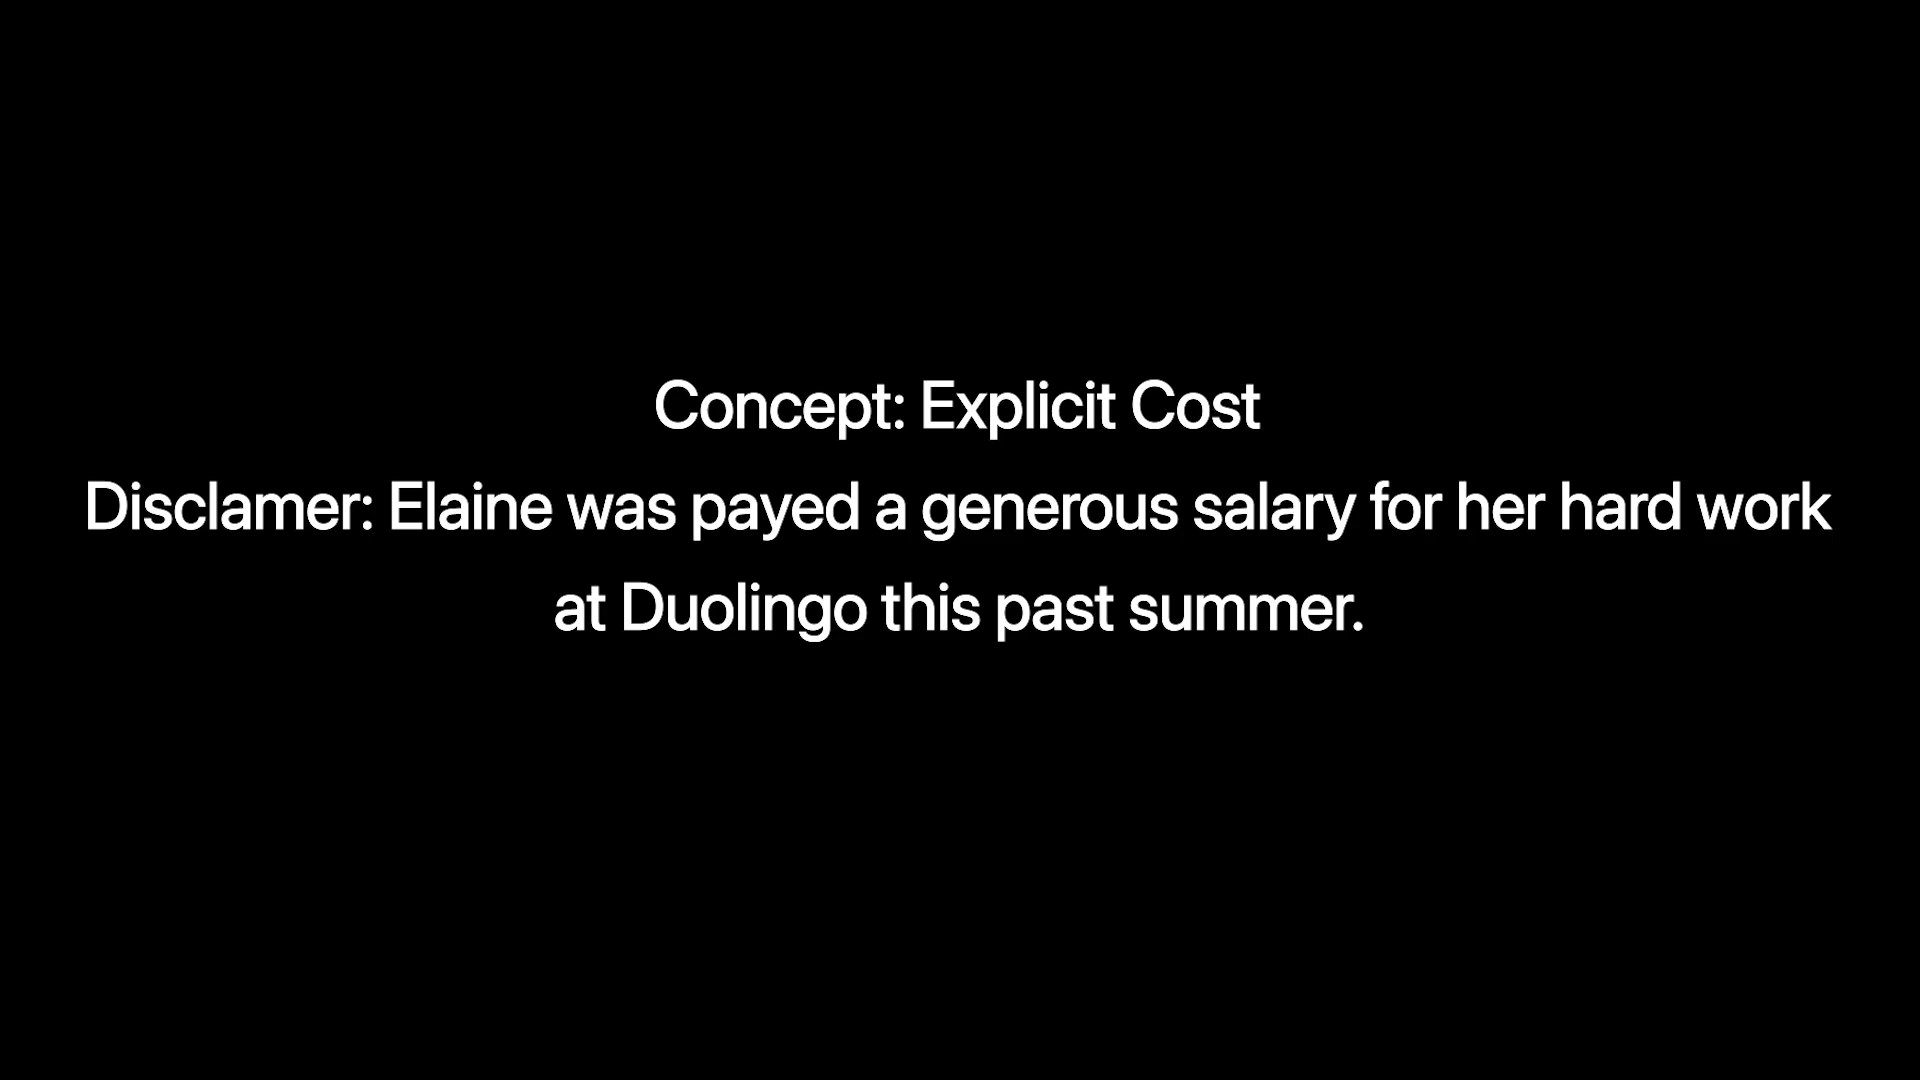 Concept: Explicit Cost
Disclamer: Elaine was payed a generous salary for her hard work
at Duolingo this past summer.